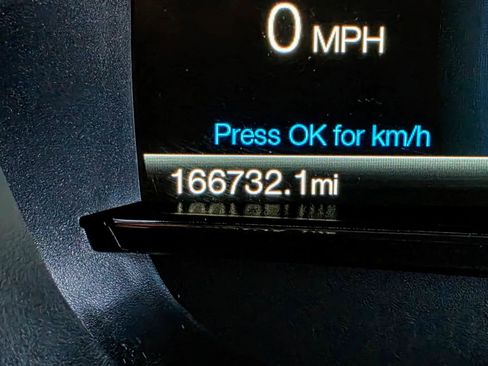 0 MPH
Press OK for km/h
166732.1mi